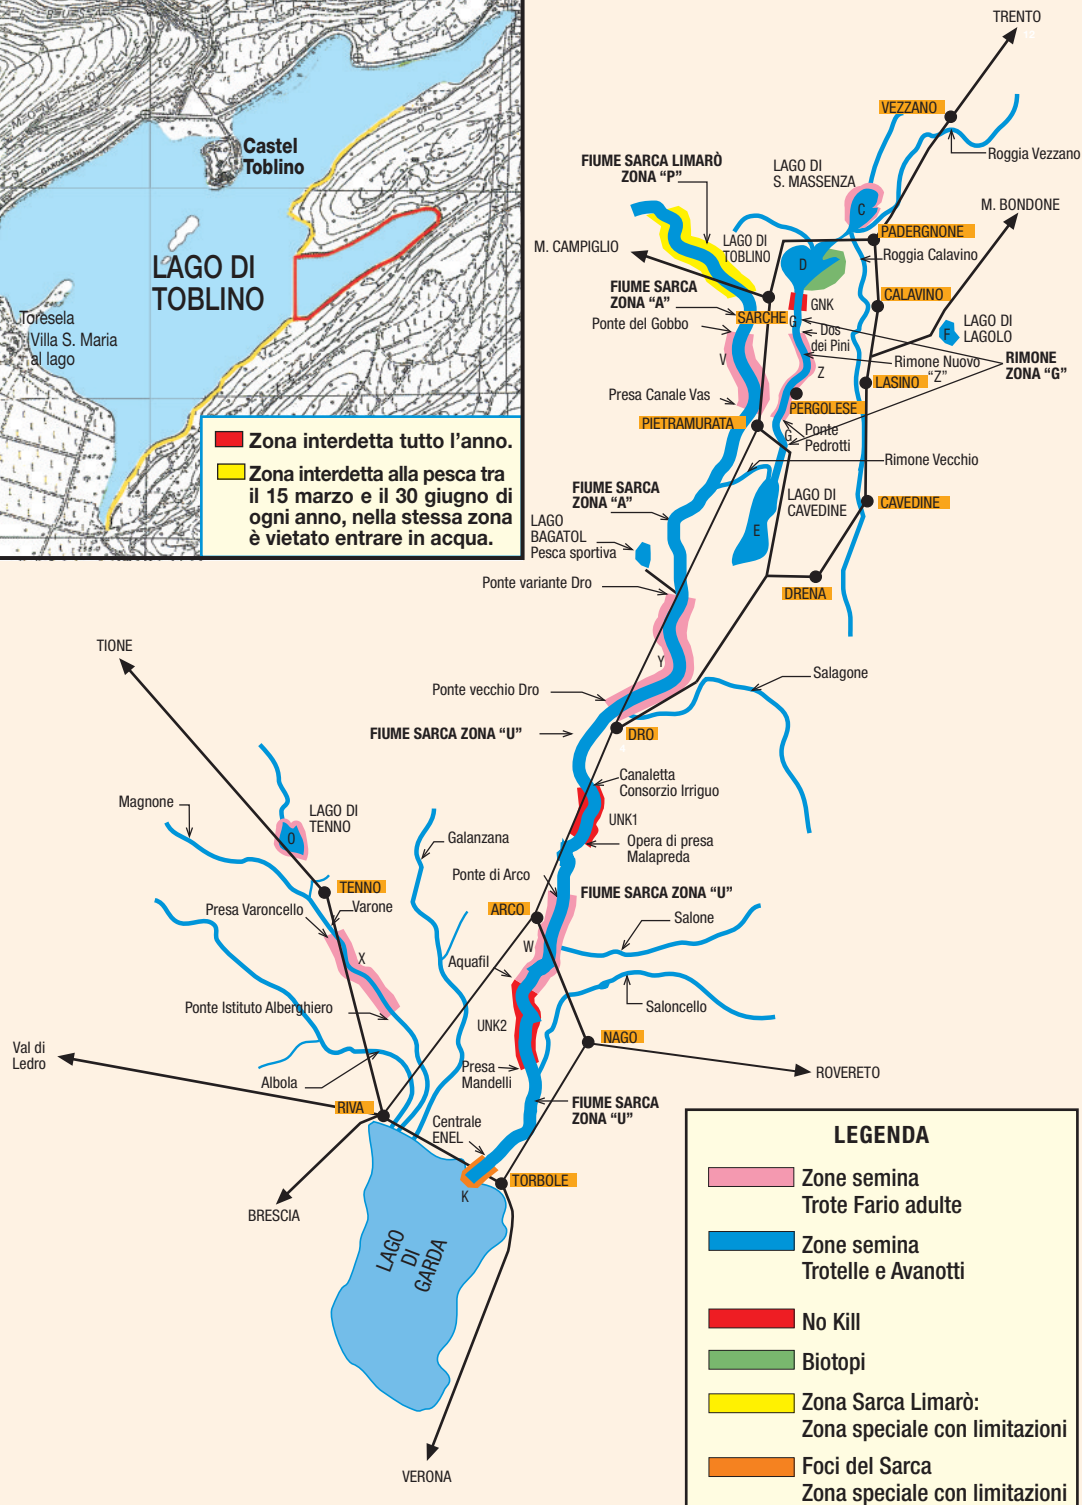 Castel
Toblino
LAGO DI
TOBLINO
Toresela
Villa S. Maria
al lago
Zona interdetta tutto l'anno.
Zona interdetta alla pesca tra
il 15 marzo e il 30 giugno di
ogni anno, nella stessa zona
è vietato entrare in acqua.
TRENTO
12
VEZZANO
Roggia Vezzano
FIUME SARCA LIMARÒ
ZONA “P”
LAGO DI
S. MASSENZA
C
M. BONDONE
M. CAMPIGLIO
LAGO DI
TOBLINO
D
PADERGNONE
Roggia Calavino
FIUME SARCA
ZONA “A”
GNK
CALAVINO
SARCHE
G
Ponte del Gobbo
Dos
dei Pini
F
LAGO DI
LAGOLO
V
Z
Rimone Nuovo
“Z”
RIMONE
ZONA “G”
Presa Canale Vas
LASINO
PERGOLESE
PIETRAMURATA
G
Ponte
Pedrotti
Rimone Vecchio
FIUME SARCA
ZONA “A”
LAGO DI
CAVEDINE
CAVEDINE
E
LAGO
BAGATOL
Pesca sportiva
Ponte variante Dro
DRENA
TIONE
Y
Salagone
Ponte vecchio Dro
FIUME SARCA ZONA “U”
DRO
4
Canaletta
Consorzio Irriguo
Magnone
LAGO DI
TENNO
O
UNK1
Galanzana
Opera di presa
Malapreda
Ponte di Arco
TENNO
FIUME SARCA ZONA “U”
Presa Varoncello
Varone
ARCO
Salone
X
W
Aquafil
Ponte Istituto Alberghiero
Saloncello
UNK2
NAGO
Val di
Ledro
Presa
Mandelli
ROVERETO
Albola
RIVA
FIUME SARCA
ZONA “U”
Centrale
ENEL
K
TORBOLE
BRESCIA
LAGO
DI
GARDA
VERONA
LEGENDA
Zone semina
Trote Fario adulte
Zone semina
Trotelle e Avanotti
No Kill
Biotopi
Zona Sarca Limarò:
Zona speciale con limitazioni
Foci del Sarca
Zona speciale con limitazioni